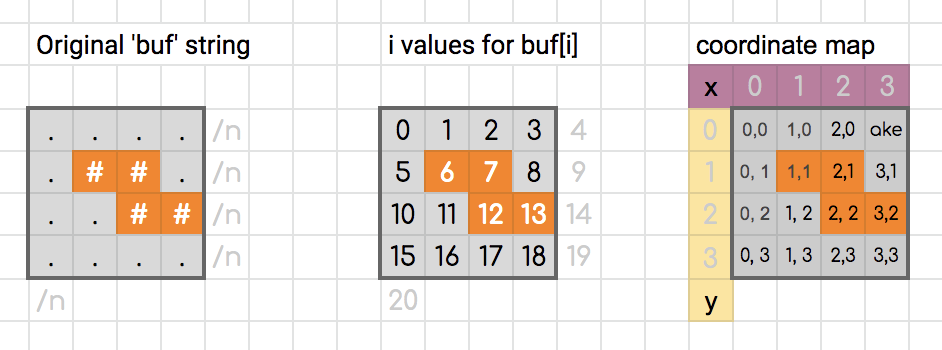 Original 'buf' string i values for buf[i] coordinate map
x 0 1 2 3
. . . . /n 0 1 2 3 4 0 0,0 1,0 2,0 ake
. # # . /n 5 6 7 8 9 1 0, 1 1,1 2,1 3,1
. . # # /n 10 11 12 13 14 2 0, 2 1, 2 2, 2 3,2
. . . . /n 15 16 17 18 19 3 0, 3 1, 3 2,3 3,3
/n 20 y